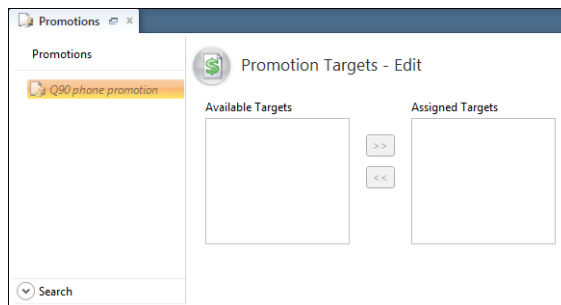 Promotions
Promotions
Q90 phone promotion
Search
Promotion Targets - Edit
Available Targets
Assigned Targets
>>
<<